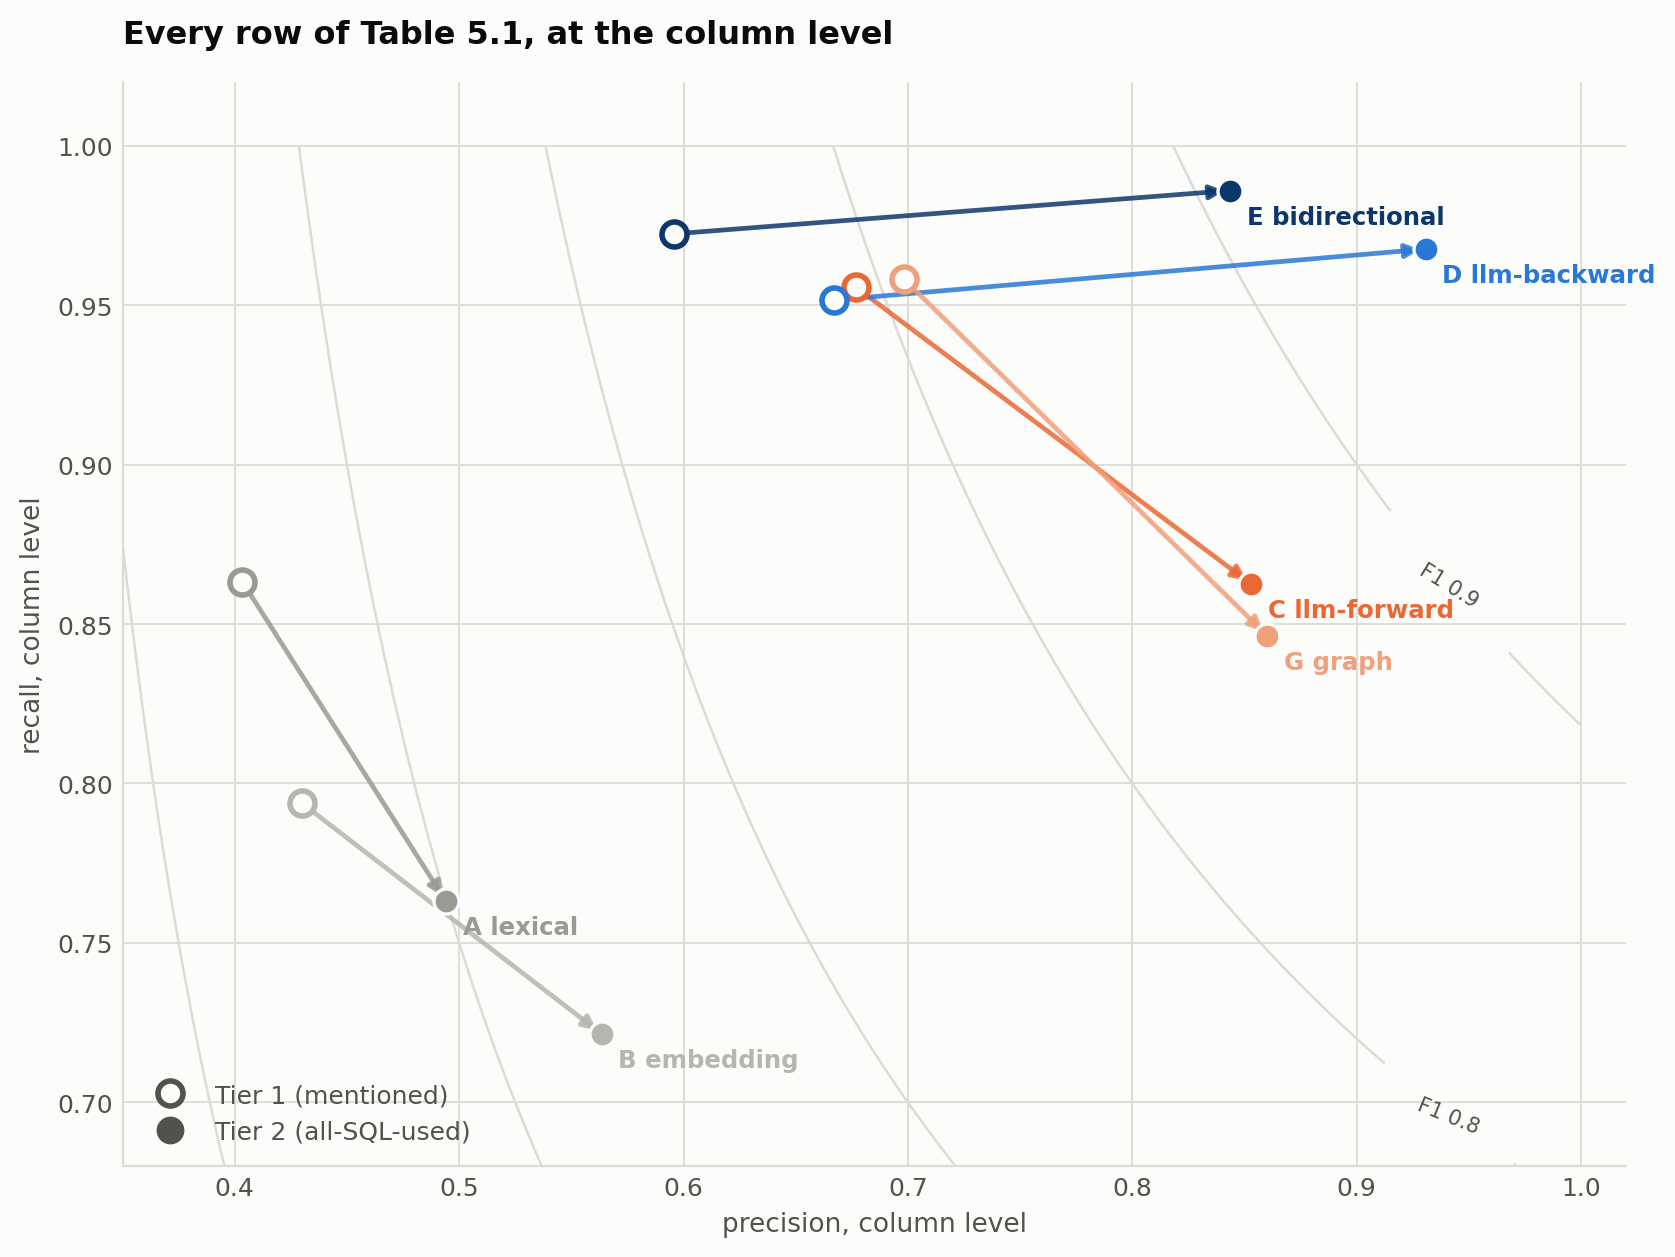 Every row of Table 5.1, at the column level
1.00
0.95
0.90
0.85
0.80
0.75
0.70
recall, column level
E bidirectional
D llm-backward
F1 0.9
C llm-forward
G graph
A lexical
B embedding
F1 0.8
Tier 1 (mentioned)
Tier 2 (all-SQL-used)
0.4 0.5 0.6 0.7 0.8 0.9 1.0
precision, column level